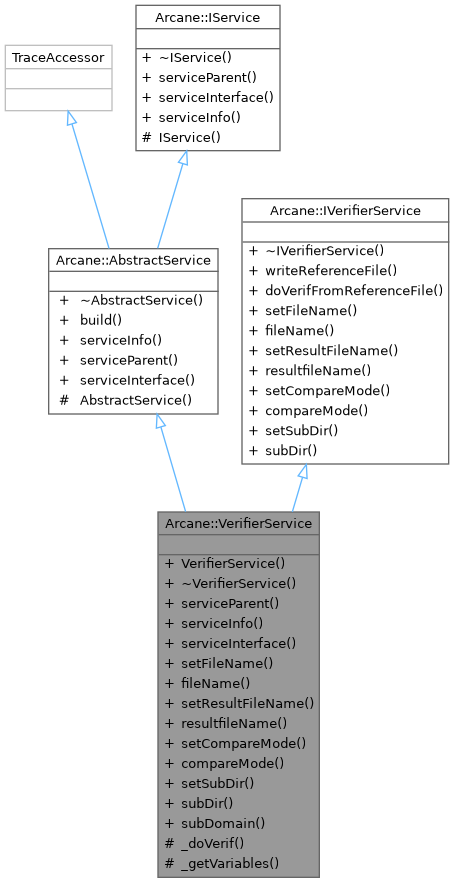 Arcane::IService
+ ~IService()
+ serviceParent()
+ serviceInterface()
+ serviceInfo()
# IService()
TraceAccessor
Arcane::IVerifierService
+ ~IVerifierService()
+ writeReferenceFile()
+ doVerifFromReferenceFile()
+ setFileName()
+ fileName()
+ setResultFileName()
+ resultfileName()
+ setCompareMode()
+ compareMode()
+ setSubDir()
+ subDir()
Arcane::AbstractService
+ ~AbstractService()
+ build()
+ serviceInfo()
+ serviceParent()
+ serviceInterface()
# AbstractService()
Arcane::VerifierService
+ VerifierService()
+ ~VerifierService()
+ serviceParent()
+ serviceInfo()
+ serviceInterface()
+ setFileName()
+ fileName()
+ setResultFileName()
+ resultfileName()
+ setCompareMode()
+ compareMode()
+ setSubDir()
+ subDir()
+ subDomain()
# _doVerif()
# _getVariables()